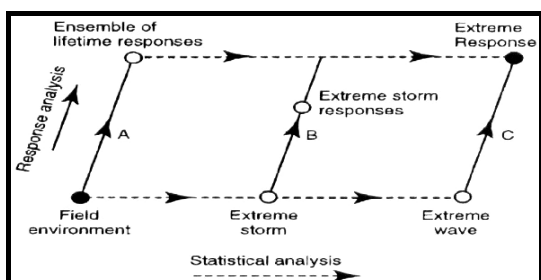 Ensemble of
lifetime responses
Extreme
Response
Response analysis
A
Extreme storm
responses
B
C
Field
environment
Extreme
storm
Extreme
wave
Statistical analysis